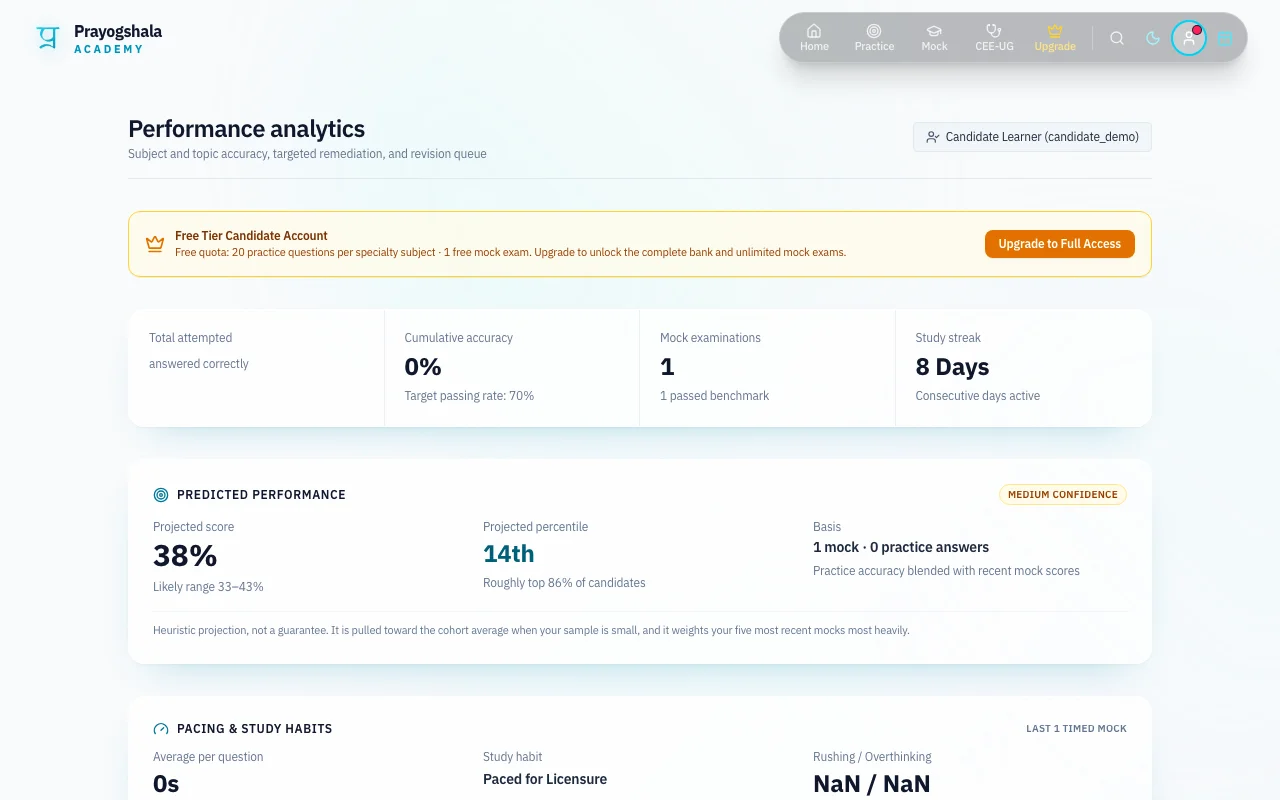 Prayogshala
ACADEMY
Home
Practice
Mock
CEE-UG
Upgrade
Performance analytics
Subject and topic accuracy, targeted remediation, and revision queue
Candidate Learner (candidate_demo)
Free Tier Candidate Account
Free quota: 20 practice questions per specialty subject · 1 free mock exam. Upgrade to unlock the complete bank and unlimited mock exams.
Upgrade to Full Access
Total attempted
answered correctly
Cumulative accuracy
0%
Target passing rate: 70%
Mock examinations
1
1 passed benchmark
Study streak
8 Days
Consecutive days active
PREDICTED PERFORMANCE
MEDIUM CONFIDENCE
Projected score
38%
Likely range 33–43%
Projected percentile
14th
Roughly top 86% of candidates
Basis
1 mock · 0 practice answers
Practice accuracy blended with recent mock scores
Heuristic projection, not a guarantee. It is pulled toward the cohort average when your sample is small, and it weights your five most recent mocks most heavily.
PACING & STUDY HABITS
LAST 1 TIMED MOCK
Average per question
0s
Study habit
Paced for Licensure
Rushing / Overthinking
NaN / NaN